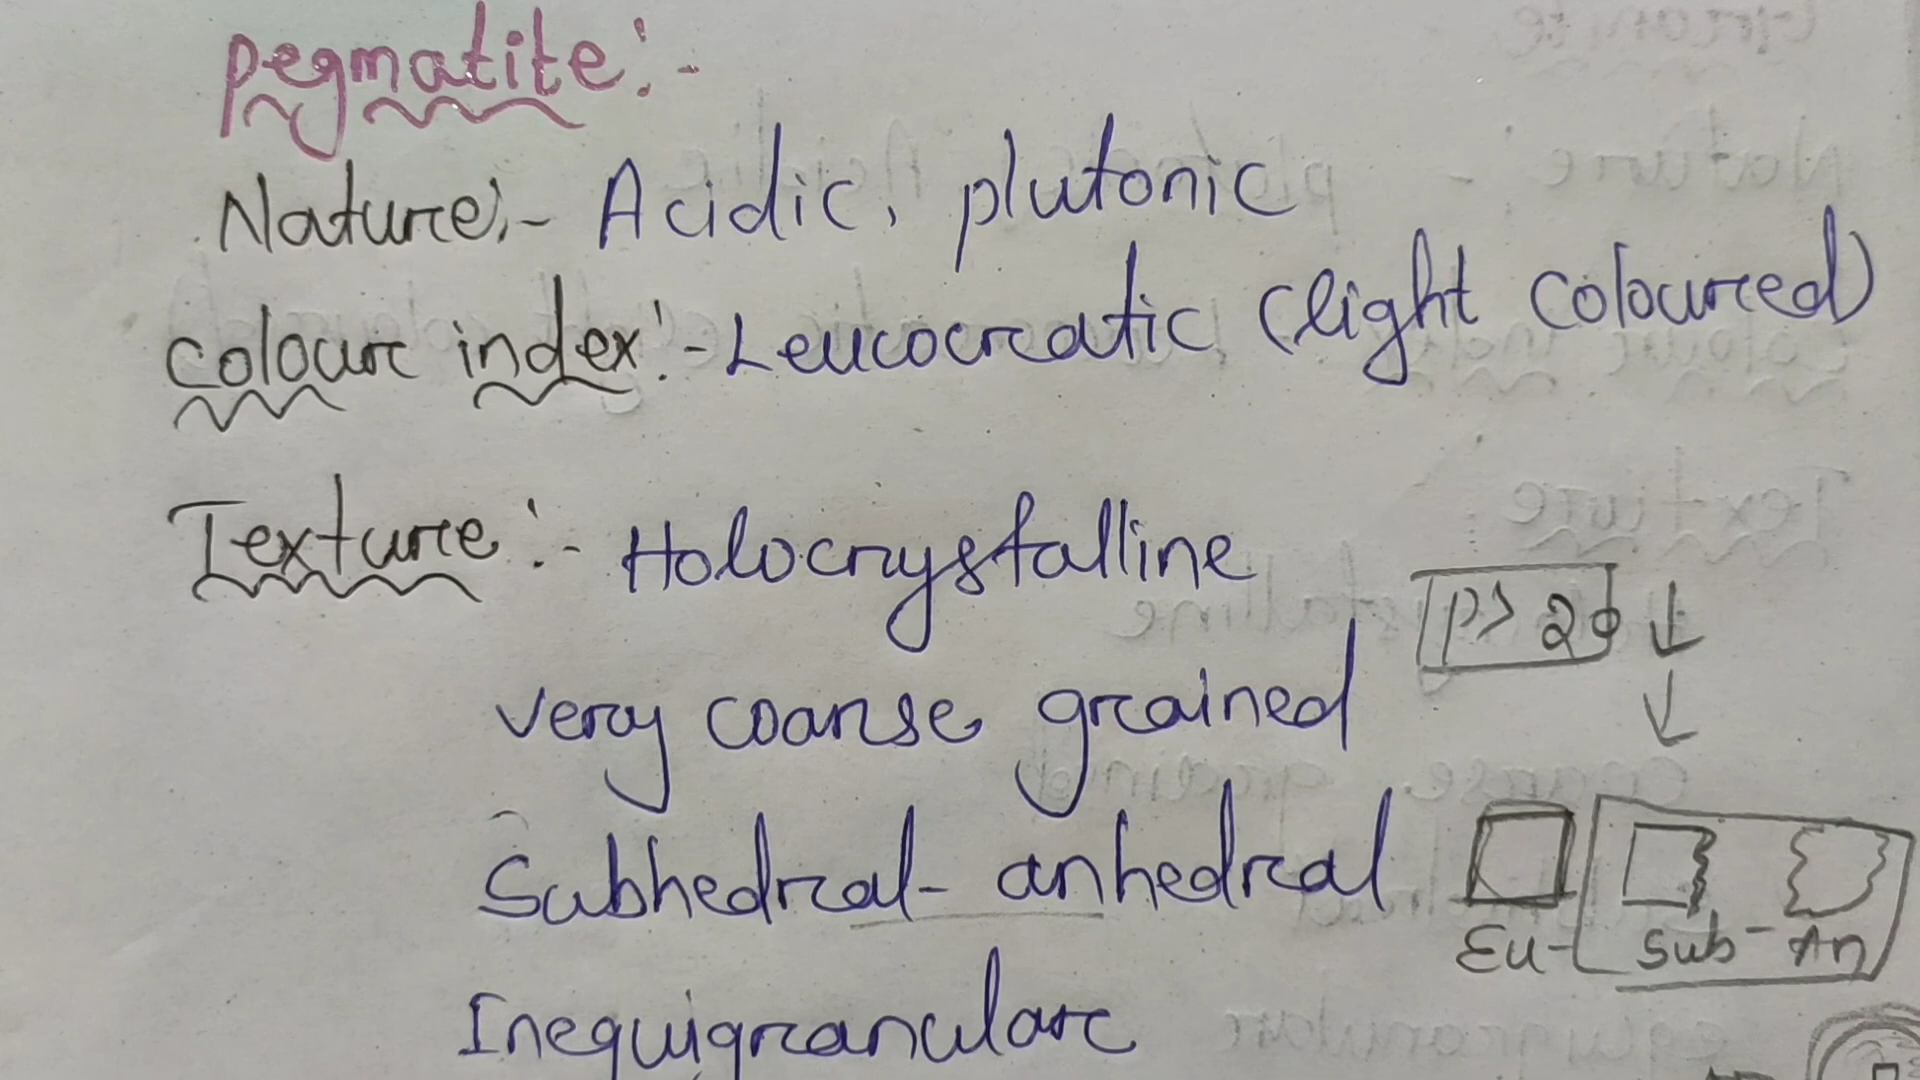 Pegmatite:-
Nature:- Acidic, plutonic
colour index:- Leucocratic (light coloured)
Texture:- Holocrystalline
very coarse grained
Subhedral - anhedral
Eu- Sub- An
Inequigranular